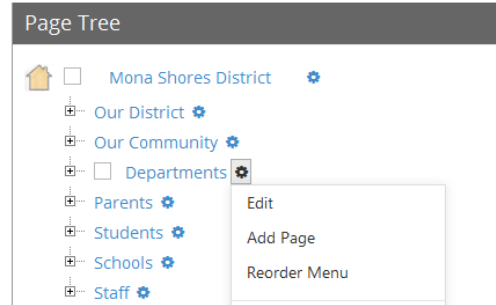 Page Tree
Mona Shores District
Our District
Our Community
Departments
Parents
Edit
Students
Add Page
Schools
Reorder Menu
Staff